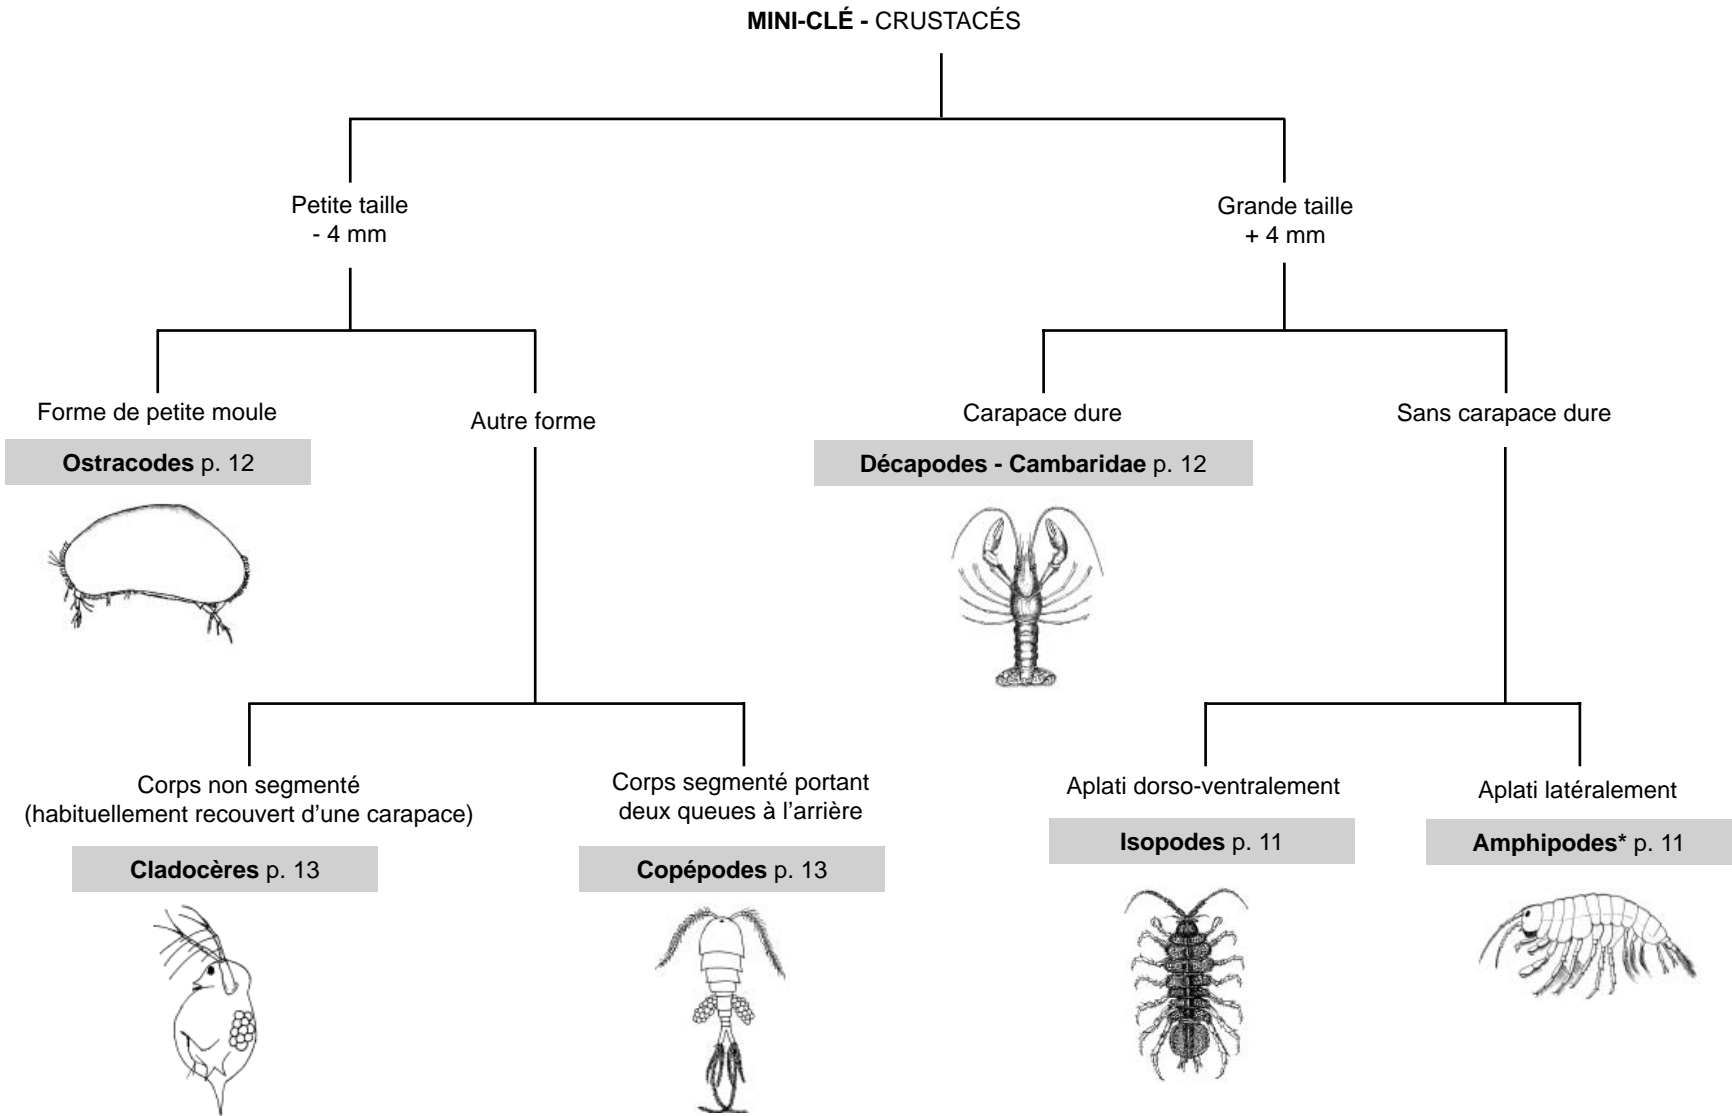 MINI-CLÉ - CRUSTACÉS
Petite taille
- 4 mm
Grande taille
+ 4 mm
Forme de petite moule
Ostracodes p. 12
Autre forme
Carapace dure
Décapodes - Cambaridae p. 12
Sans carapace dure
Corps non segmenté
(habituellement recouvert d'une carapace)
Cladocères p. 13
Corps segmenté portant
deux queues à l'arrière
Copépodes p. 13
Aplati dorso-ventralement
Isopodes p. 11
Aplati latéralement
Amphipodes* p. 11